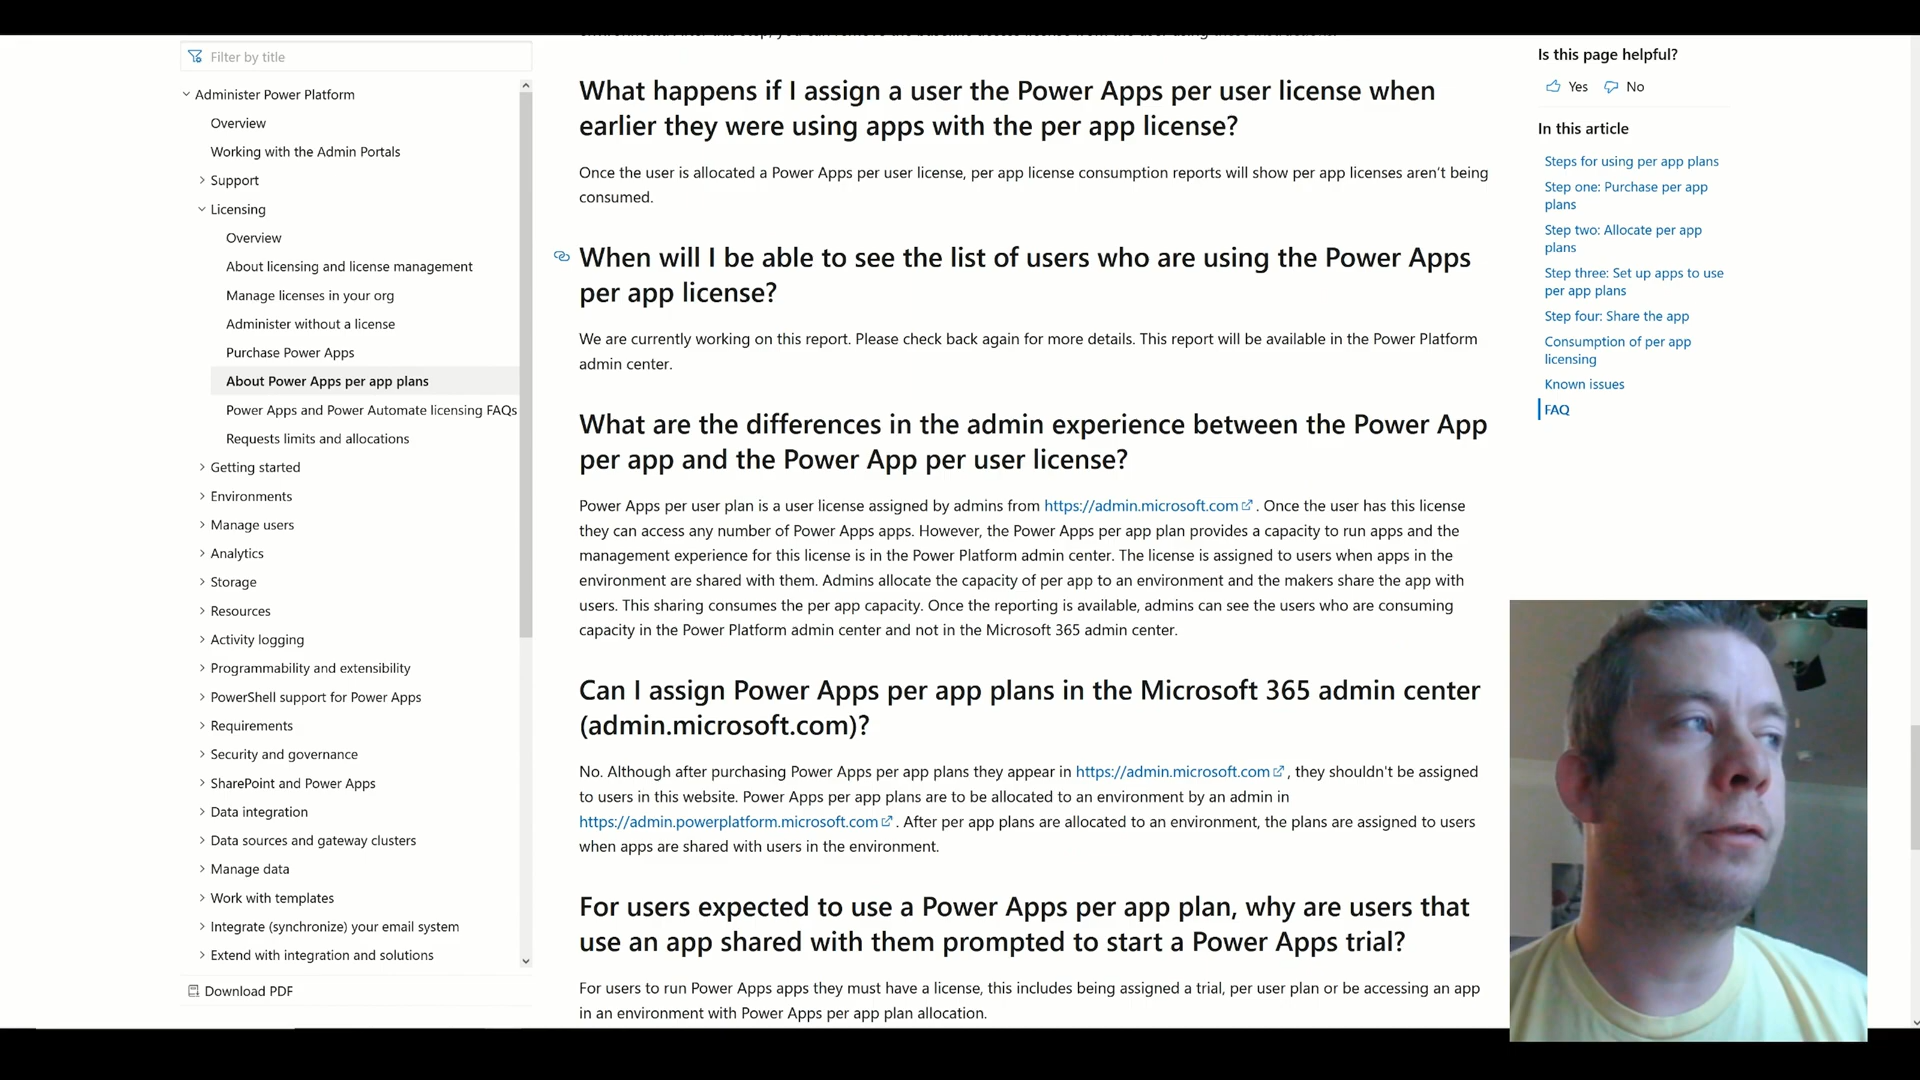 Filter by title
Administer Power Platform
Overview
Working with the Admin Portals
Support
Licensing
Overview
About licensing and license management
Manage licenses in your org
Administer without a license
Purchase Power Apps
About Power Apps per app plans
Power Apps and Power Automate licensing FAQs
Requests limits and allocations
Getting started
Environments
Manage users
Analytics
Storage
Resources
Activity logging
Programmability and extensibility
PowerShell support for Power Apps
Requirements
Security and governance
SharePoint and Power Apps
Data integration
Data sources and gateway clusters
Manage data
Work with templates
Integrate (synchronize) your email system
Extend with integration and solutions
Download PDF
What happens if I assign a user the Power Apps per user license when
earlier they were using apps with the per app license?
Once the user is allocated a Power Apps per user license, per app license consumption reports will show per app licenses aren't being
consumed.
When will I be able to see the list of users who are using the Power Apps
per app license?
We are currently working on this report. Please check back again for more details. This report will be available in the Power Platform
admin center.
What are the differences in the admin experience between the Power App
per app and the Power App per user license?
Power Apps per user plan is a user license assigned by admins from https://admin.microsoft.com . Once the user has this license
they can access any number of Power Apps apps. However, the Power Apps per app plan provides a capacity to run apps and the
management experience for this license is in the Power Platform admin center. The license is assigned to users when apps in the
environment are shared with them. Admins allocate the capacity of per app to an environment and the makers share the app with
users. This sharing consumes the per app capacity. Once the reporting is available, admins can see the users who are consuming
capacity in the Power Platform admin center and not in the Microsoft 365 admin center.
Can I assign Power Apps per app plans in the Microsoft 365 admin center
(admin.microsoft.com)?
No. Although after purchasing Power Apps per app plans they appear in https://admin.microsoft.com , they shouldn't be assigned
to users in this website. Power Apps per app plans are to be allocated to an environment by an admin in
https://admin.powerplatform.microsoft.com . After per app plans are allocated to an environment, the plans are assigned to users
when apps are shared with users in the environment.
For users expected to use a Power Apps per app plan, why are users that
use an app shared with them prompted to start a Power Apps trial?
For users to run Power Apps apps they must have a license, this includes being assigned a trial, per user plan or be accessing an app
in an environment with Power Apps per app plan allocation.
Is this page helpful?
Yes No
In this article
Steps for using per app plans
Step one: Purchase per app
plans
Step two: Allocate per app
plans
Step three: Set up apps to use
per app plans
Step four: Share the app
Consumption of per app
licensing
Known issues
FAQ